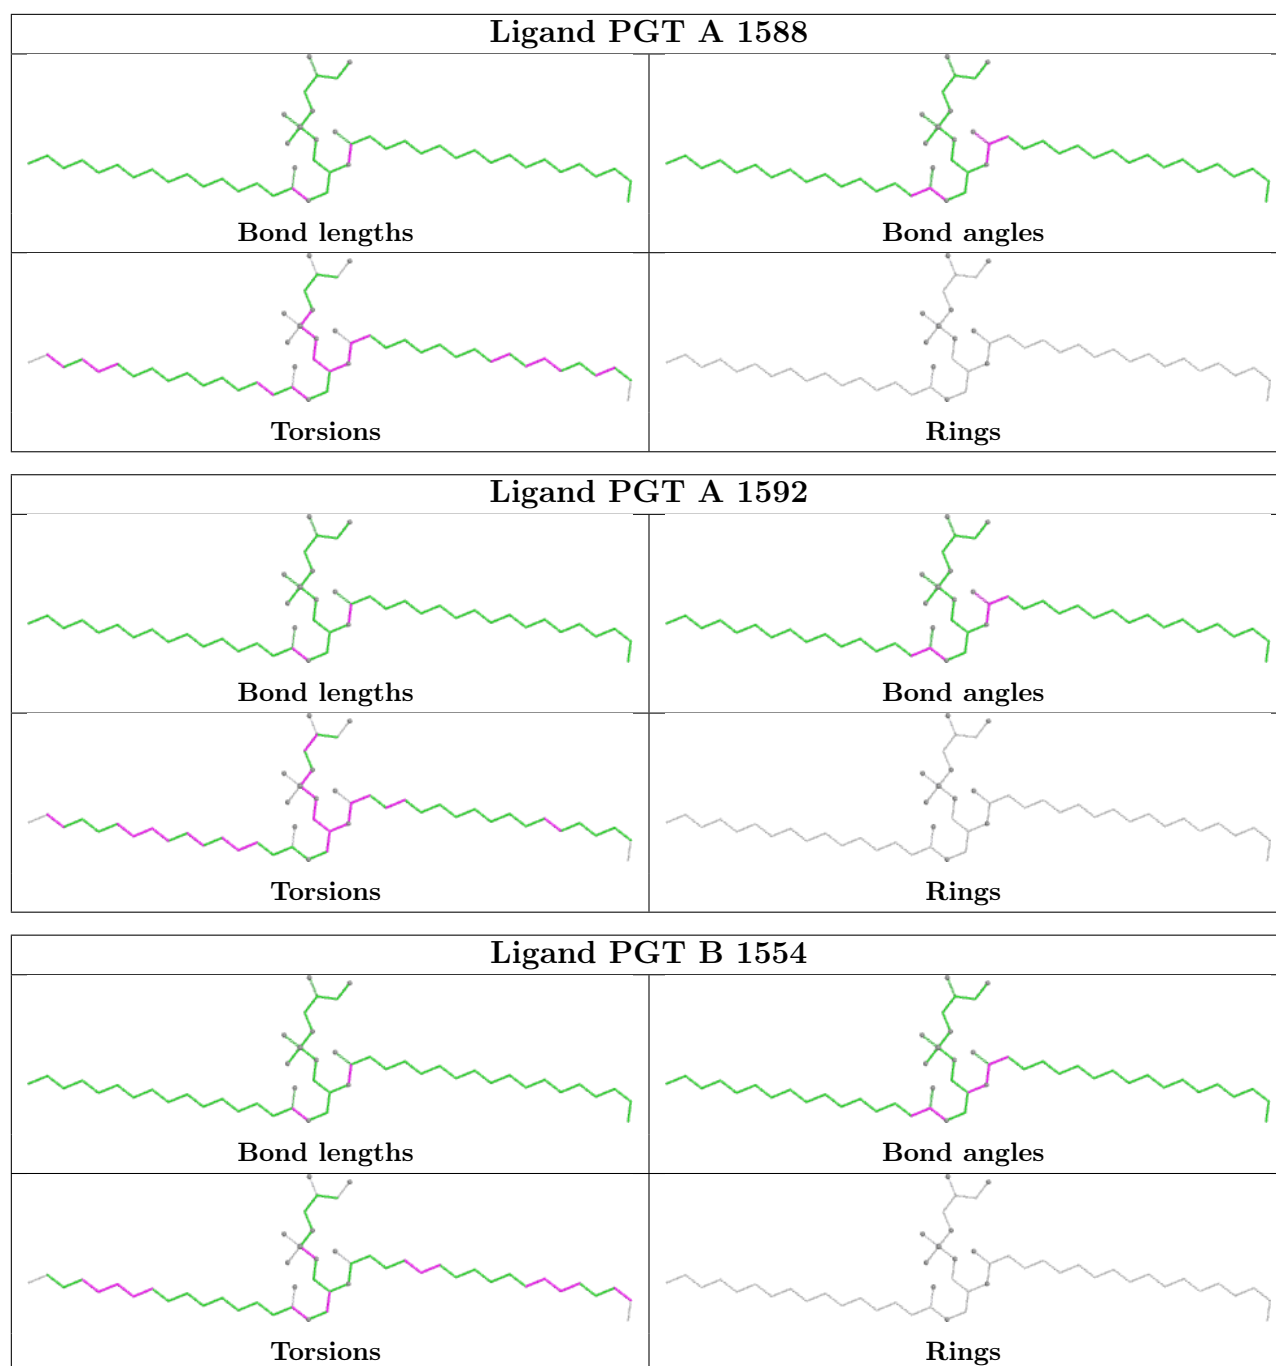 Ligand PGT A 1588
Bond lengths
Bond angles
Torsions
Rings
Ligand PGT A 1592
Bond lengths
Bond angles
Torsions
Rings
Ligand PGT B 1554
Bond lengths
Bond angles
Torsions
Rings